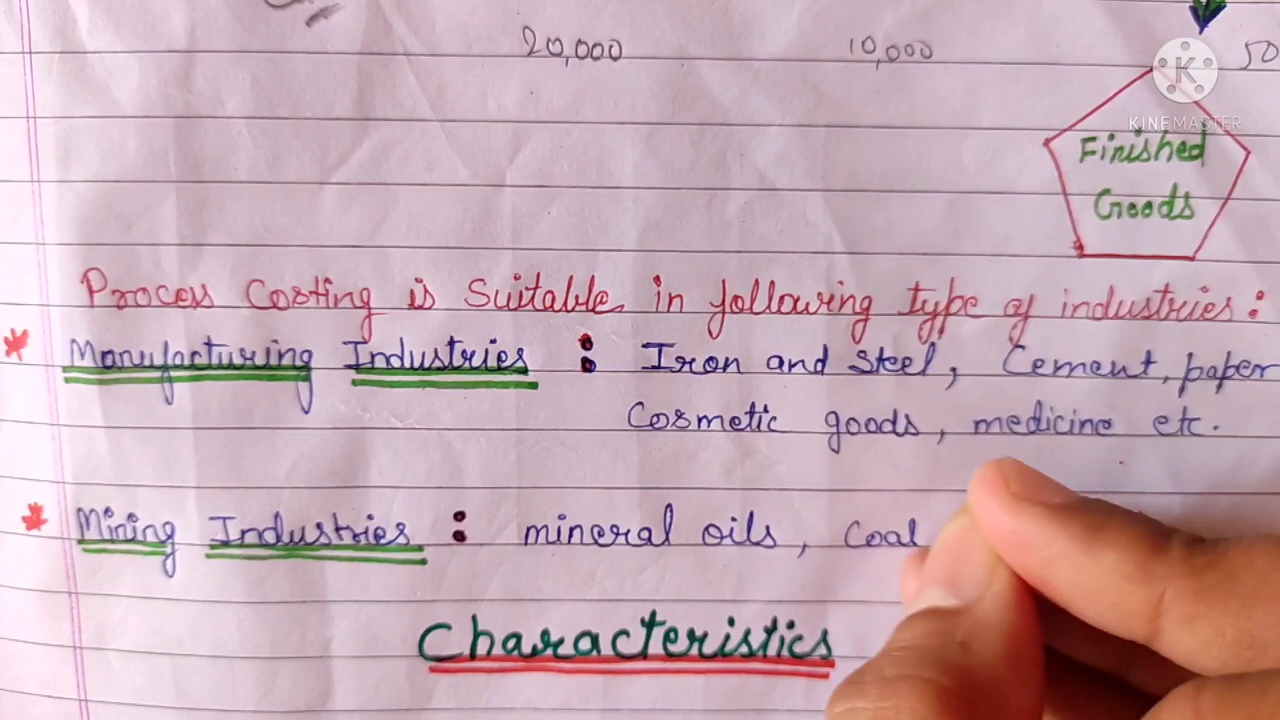 20,000 10,000 50
KINEMASTER
Finished
Goods
Process Costing is Suitable in following type of industries:
* Manufacturing Industries : Iron and steel, Cement, paper
Cosmetic goods, medicine etc.
* Mining Industries : mineral oils, Coal
Characteristics